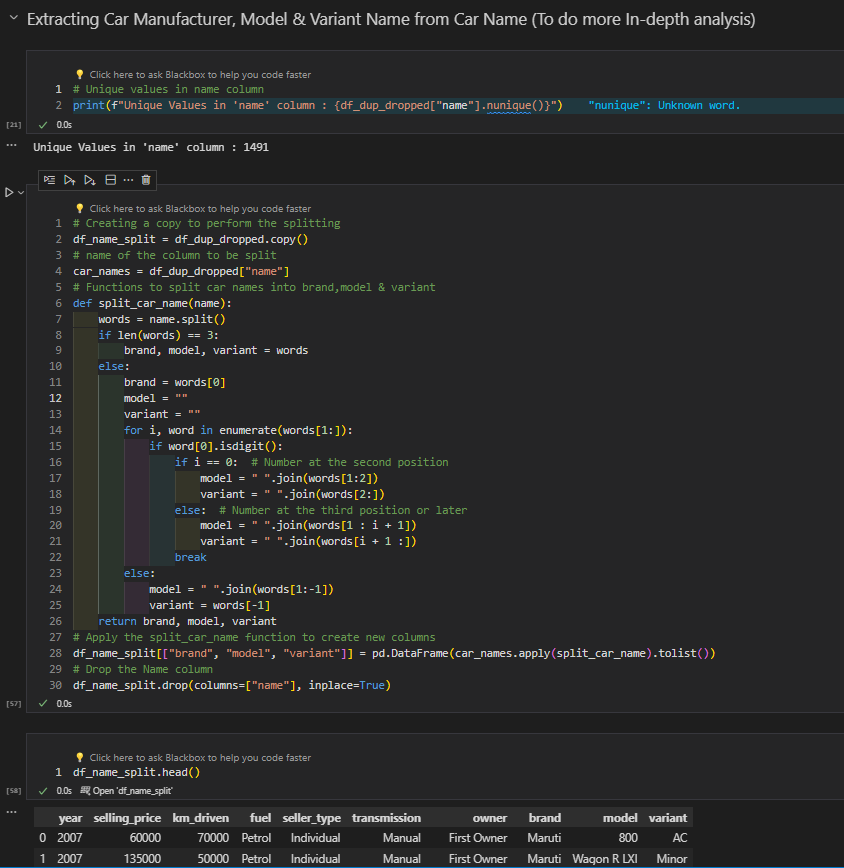 Extracting Car Manufacturer, Model & Variant Name from Car Name (To do more In-depth analysis)
Click here to ask Blackbox to help you code faster
1 # Unique values in name column
2 print(f"Unique Values in 'name' column : {df_dup_dropped["name"].nunique()}") "nunique": Unknown word.
[21] 0.0s
Unique Values in 'name' column : 1491
Click here to ask Blackbox to help you code faster
1 # Creating a copy to perform the splitting
2 df_name_split = df_dup_dropped.copy()
3 # name of the column to be split
4 car_names = df_dup_dropped["name"]
5 # Functions to split car names into brand,model & variant
6 def split_car_name(name):
7     words = name.split()
8     if len(words) == 3:
9         brand, model, variant = words
10     else:
11         brand = words[0]
12         model = ""
13         variant = ""
14         for i, word in enumerate(words[1:]):
15             if word[0].isdigit():
16                 if i == 0:  # Number at the second position
17                     model = " ".join(words[1:2])
18                     variant = " ".join(words[2:])
19                 else:  # Number at the third position or later
20                     model = " ".join(words[1 : i + 1])
21                     variant = " ".join(words[i + 1 :])
22                 break
23         else:
24             model = " ".join(words[1:-1])
25             variant = words[-1]
26     return brand, model, variant
27 # Apply the split_car_name function to create new columns
28 df_name_split[["brand", "model", "variant"]] = pd.DataFrame(car_names.apply(split_car_name).tolist())
29 # Drop the Name column
30 df_name_split.drop(columns=["name"], inplace=True)
[57] 0.0s
Click here to ask Blackbox to help you code faster
1 df_name_split.head()
[58] 0.0s Open 'df_name_split'
year selling_price km_driven fuel seller_type transmission owner brand model variant
0 2007 60000 70000 Petrol Individual Manual First Owner Maruti 800 AC
1 2007 135000 50000 Petrol Individual Manual First Owner Maruti Wagon R LXI Minor